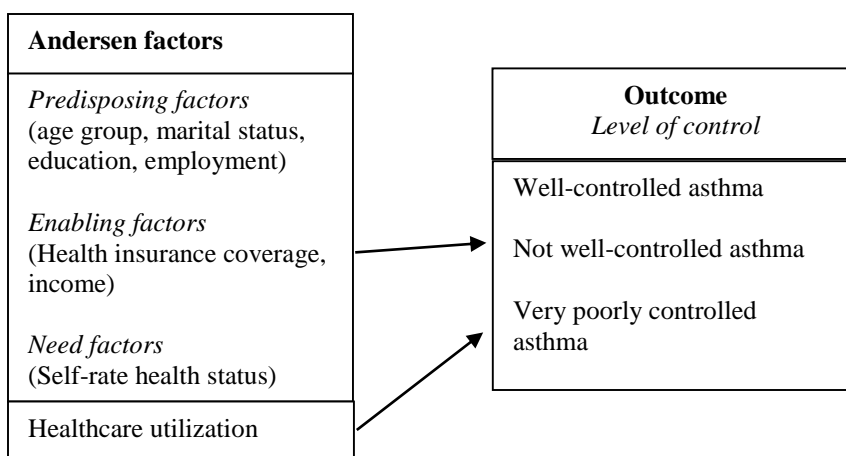 Andersen factors
Predisposing factors
(age group, marital status,
education, employment)
Enabling factors
(Health insurance coverage,
income)
Need factors
(Self-rate health status)
Healthcare utilization
Outcome
Level of control
Well-controlled asthma
Not well-controlled asthma
Very poorly controlled
asthma